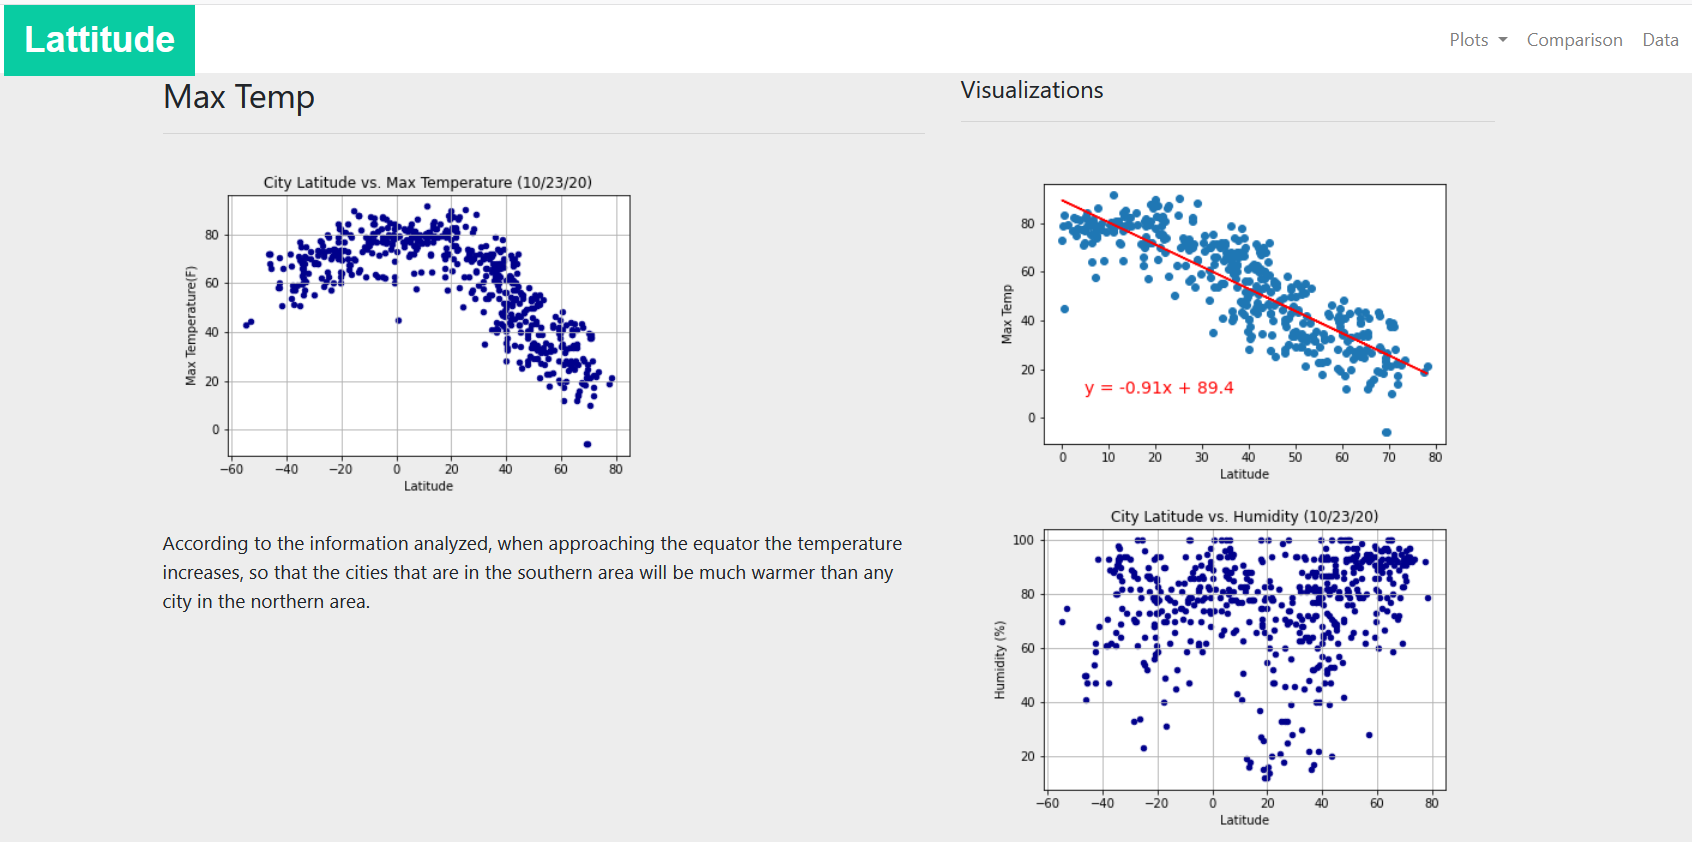 Lattitude
Plots Comparison Data
Max Temp
City Latitude vs. Max Temperature (10/23/20)
Max Temperature(F)
80
60
40
20
0
−60 −40 −20 0 20 40 60 80
Latitude
According to the information analyzed, when approaching the equator the temperature
increases, so that the cities that are in the southern area will be much warmer than any
city in the northern area.
Visualizations
Max Temp
80
60
40
20
0
y = -0.91x + 89.4
0 10 20 30 40 50 60 70 80
Latitude
City Latitude vs. Humidity (10/23/20)
Humidity (%)
100
80
60
40
20
−60 −40 −20 0 20 40 60 80
Latitude